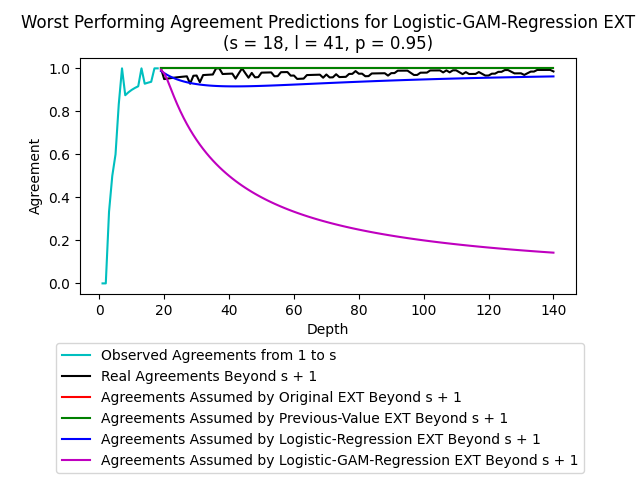 Worst Performing Agreement Predictions for Logistic-GAM-Regression EXT
(s = 18, l = 41, p = 0.95)
1.0
0.8
0.6
0.4
0.2
0.0
Agreement
0 20 40 60 80 100 120 140
Depth
Observed Agreements from 1 to s
Real Agreements Beyond s + 1
Agreements Assumed by Original EXT Beyond s + 1
Agreements Assumed by Previous-Value EXT Beyond s + 1
Agreements Assumed by Logistic-Regression EXT Beyond s + 1
Agreements Assumed by Logistic-GAM-Regression EXT Beyond s + 1